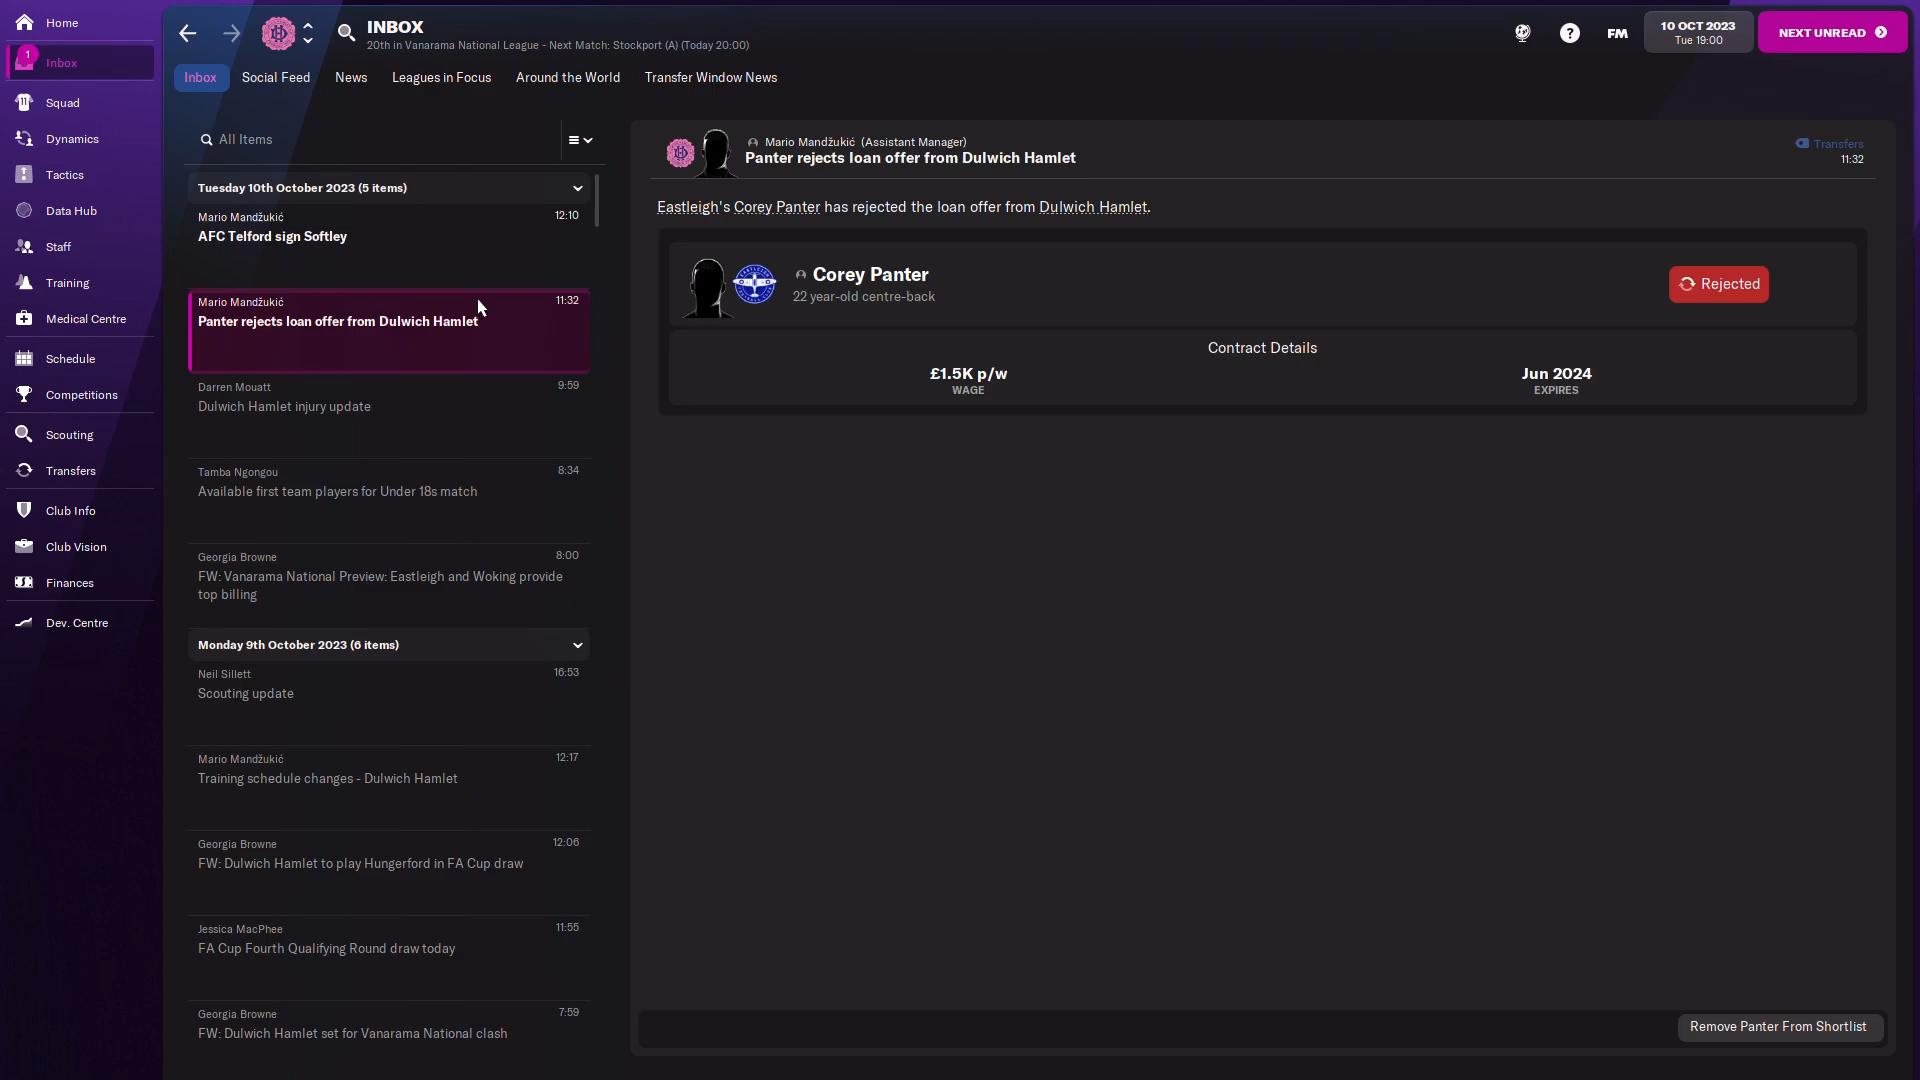 Home
1
Inbox
Squad
Dynamics
Tactics
Data Hub
Staff
Training
Medical Centre
Schedule
Competitions
Scouting
Transfers
Club Info
Club Vision
Finances
Dev. Centre
INBOX
20th in Vanarama National League - Next Match: Stockport (A) (Today 20:00)
?
FM
10 OCT 2023
Tue 19:00
NEXT UNREAD
Inbox
Social Feed
News
Leagues in Focus
Around the World
Transfer Window News
All Items
Tuesday 10th October 2023 (5 items)
Mario Mandžukić 12:10
AFC Telford sign Softley
Mario Mandžukić 11:32
Panter rejects loan offer from Dulwich Hamlet
Darren Mouatt 9:59
Dulwich Hamlet injury update
Tamba Ngongou 8:34
Available first team players for Under 18s match
Georgia Browne 8:00
FW: Vanarama National Preview: Eastleigh and Woking provide
top billing
Monday 9th October 2023 (6 items)
Neil Sillett 16:53
Scouting update
Mario Mandžukić 12:17
Training schedule changes - Dulwich Hamlet
Georgia Browne 12:06
FW: Dulwich Hamlet to play Hungerford in FA Cup draw
Jessica MacPhee 11:55
FA Cup Fourth Qualifying Round draw today
Georgia Browne 7:59
FW: Dulwich Hamlet set for Vanarama National clash
Mario Mandžukić (Assistant Manager)
Panter rejects loan offer from Dulwich Hamlet
Transfers
11:32
Eastleigh's Corey Panter has rejected the loan offer from Dulwich Hamlet.
Corey Panter
22 year-old centre-back
Rejected
Contract Details
£1.5K p/w
WAGE
Jun 2024
EXPIRES
Remove Panter From Shortlist